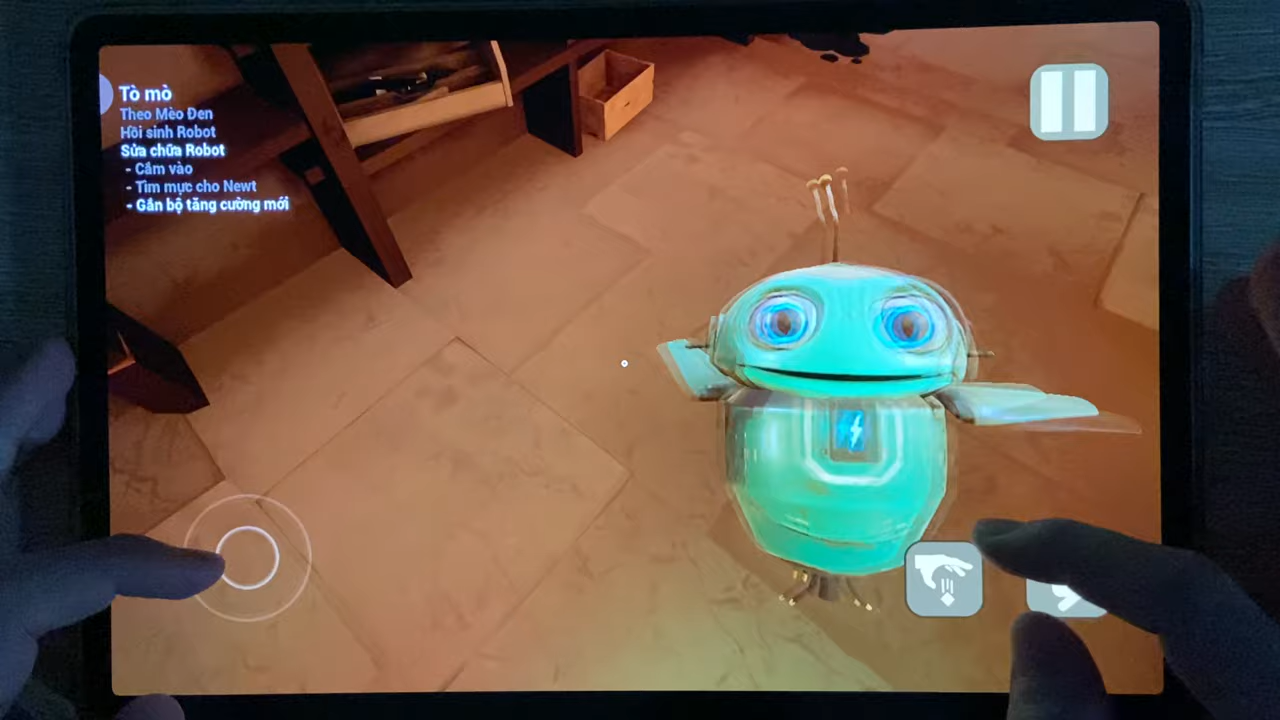 Tò mò
Theo Mèo Đen
Hồi sinh Robot
Sửa chữa Robot
- Cắm vào
- Tìm mực cho Newt
- Gắn bộ tăng cường mới